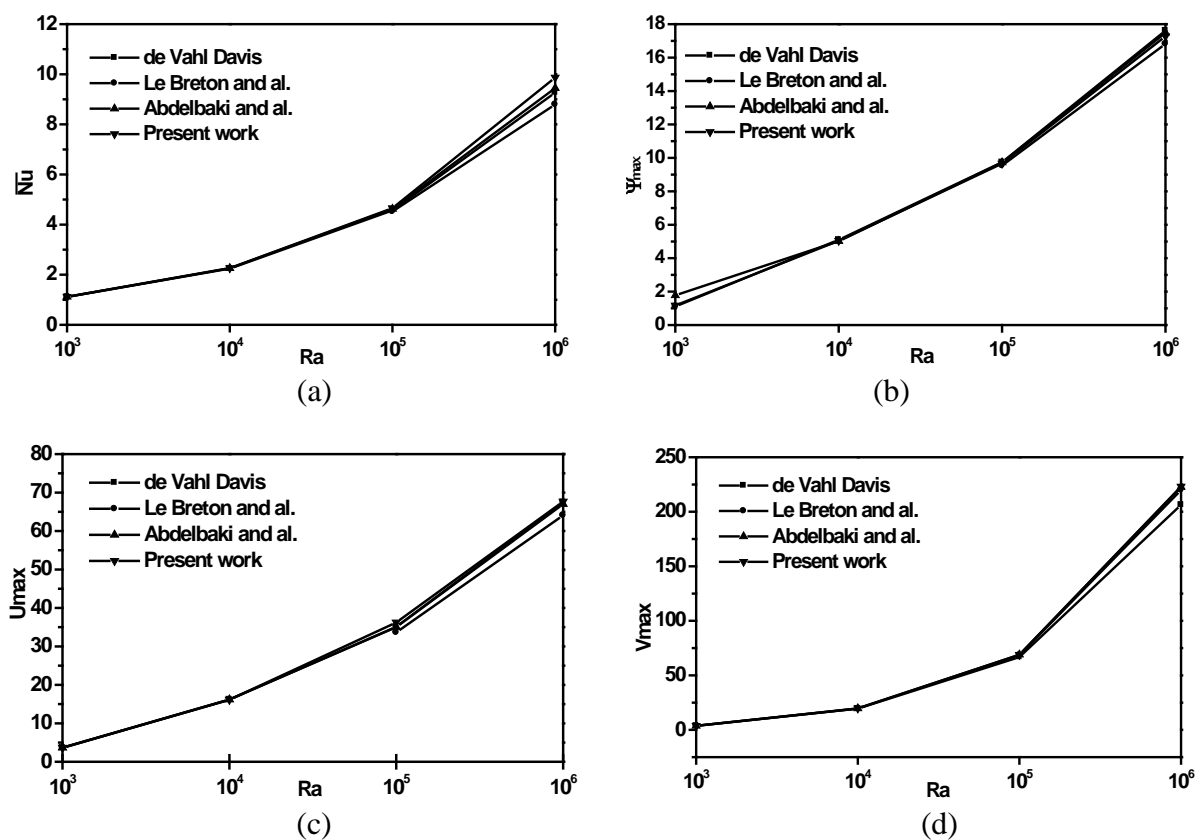 12
10
8
6
4
2
0
N̅u̅
de Vahl Davis
Le Breton and al.
Abdelbaki and al.
Present work
10³
10⁴
10⁵
10⁶
Ra
(a)
18
16
14
12
10
8
6
4
2
0
Ψmax
de Vahl Davis
Le Breton and al.
Abdelbaki and al.
Present work
10³
10⁴
10⁵
10⁶
Ra
(b)
80
70
60
50
40
30
20
10
0
Umax
de Vahl Davis
Le Breton and al.
Abdelbaki and al.
Present work
10³
10⁴
10⁵
10⁶
Ra
(c)
250
200
150
100
50
0
Vmax
de Vahl Davis
Le Breton and al.
Abdelbaki and al.
Present work
10³
10⁴
10⁵
10⁶
Ra
(d)